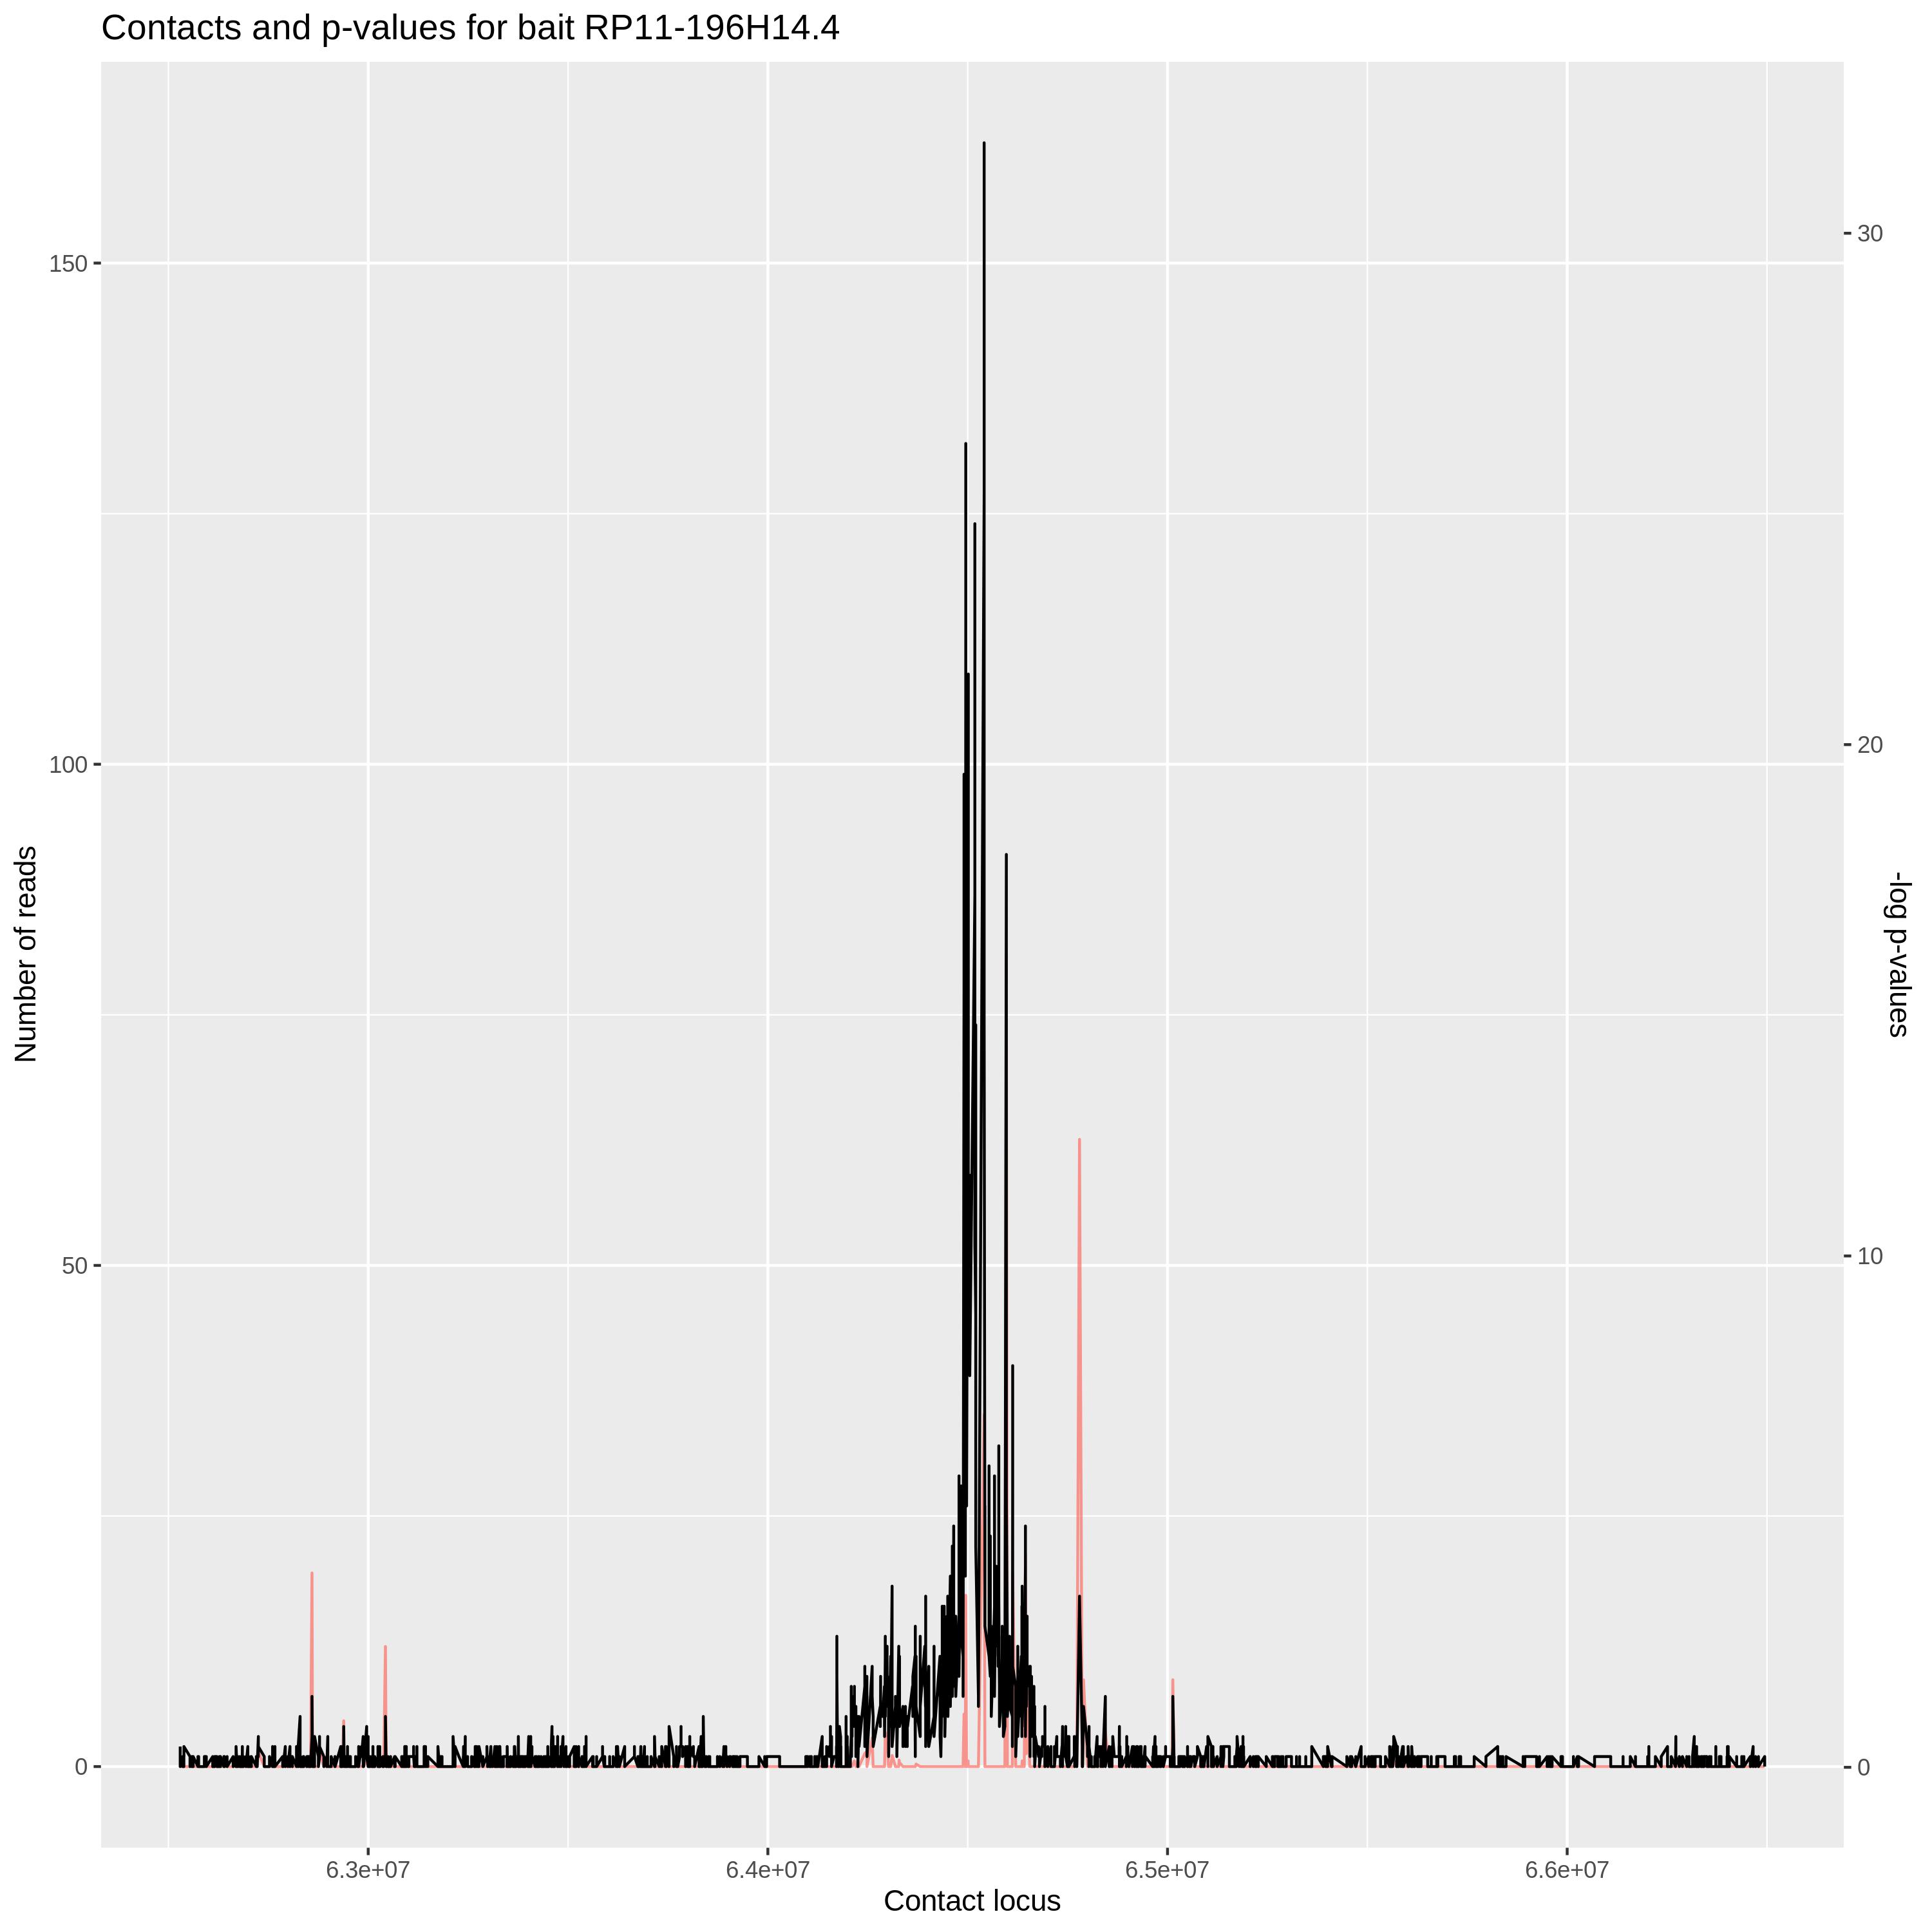 Contacts and p-values for bait RP11-196H14.4
Number of reads
150
100
50
0
-log p-values
30
20
10
0
6.3e+07
6.4e+07
6.5e+07
6.6e+07
Contact locus